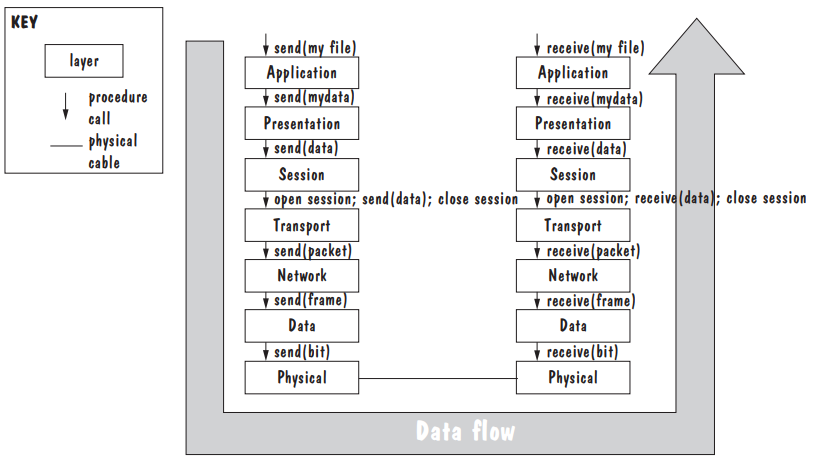 KEY
layer
procedure
call
physical
cable
send(my file)
Application
send(mydata)
Presentation
send(data)
Session
open session; send(data); close session
Transport
send(packet)
Network
send(frame)
Data
send(bit)
Physical
receive(my file)
Application
receive(mydata)
Presentation
receive(data)
Session
open session; receive(data); close session
Transport
receive(packet)
Network
receive(frame)
Data
receive(bit)
Physical
Data flow